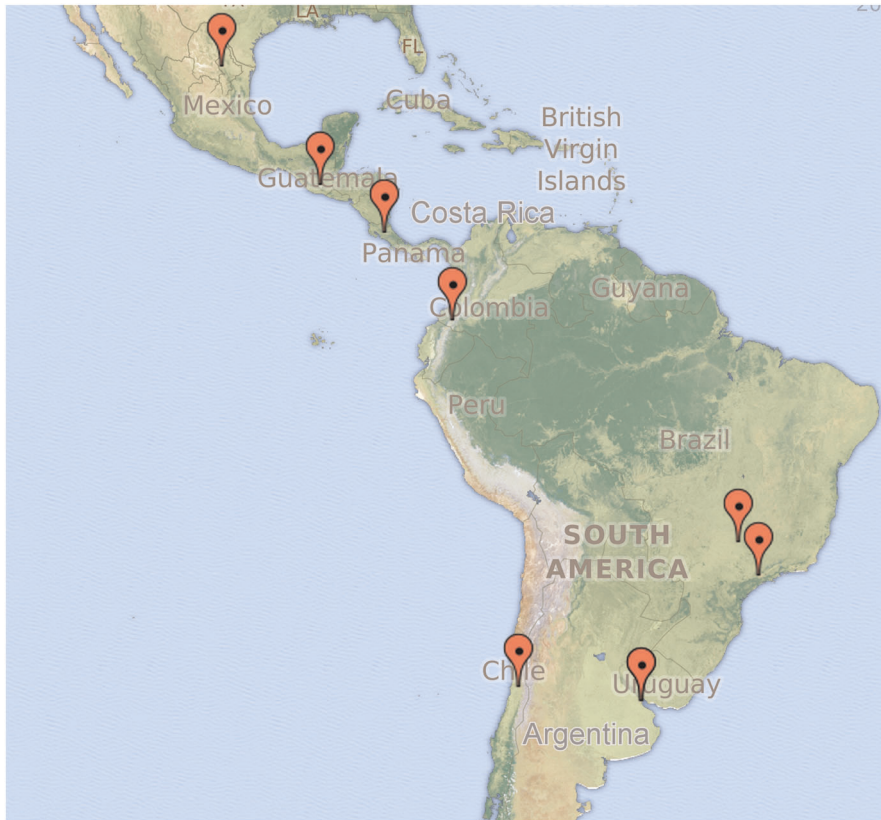 LA
FL
Mexico
Cuba
British
Virgin
Islands
Guatemala
Costa Rica
Panama
Guyana
Colombia
Peru
Brazil
SOUTH
AMERICA
Chile
Uruguay
Argentina